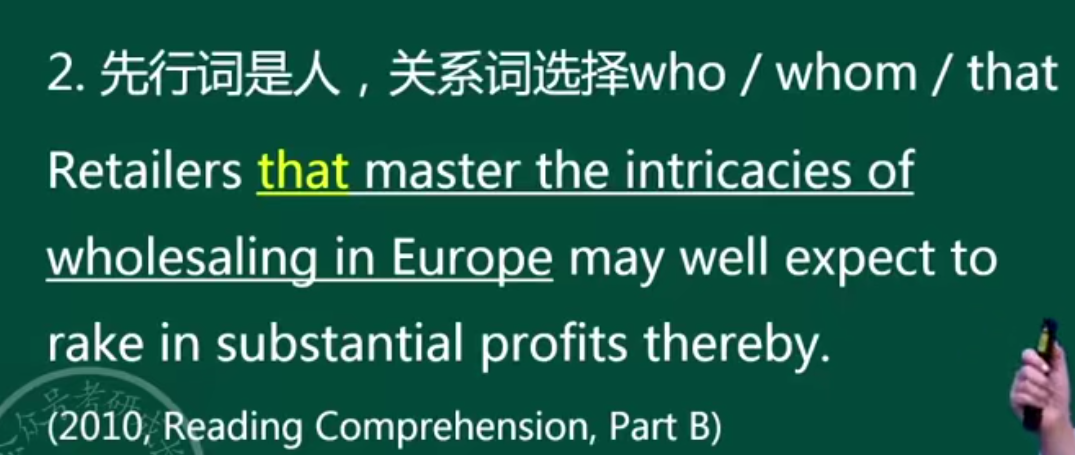 2. 先行词是人，关系词选择who / whom / that
Retailers that master the intricacies of
wholesaling in Europe may well expect to
rake in substantial profits thereby.
(2010, Reading Comprehension, Part B)